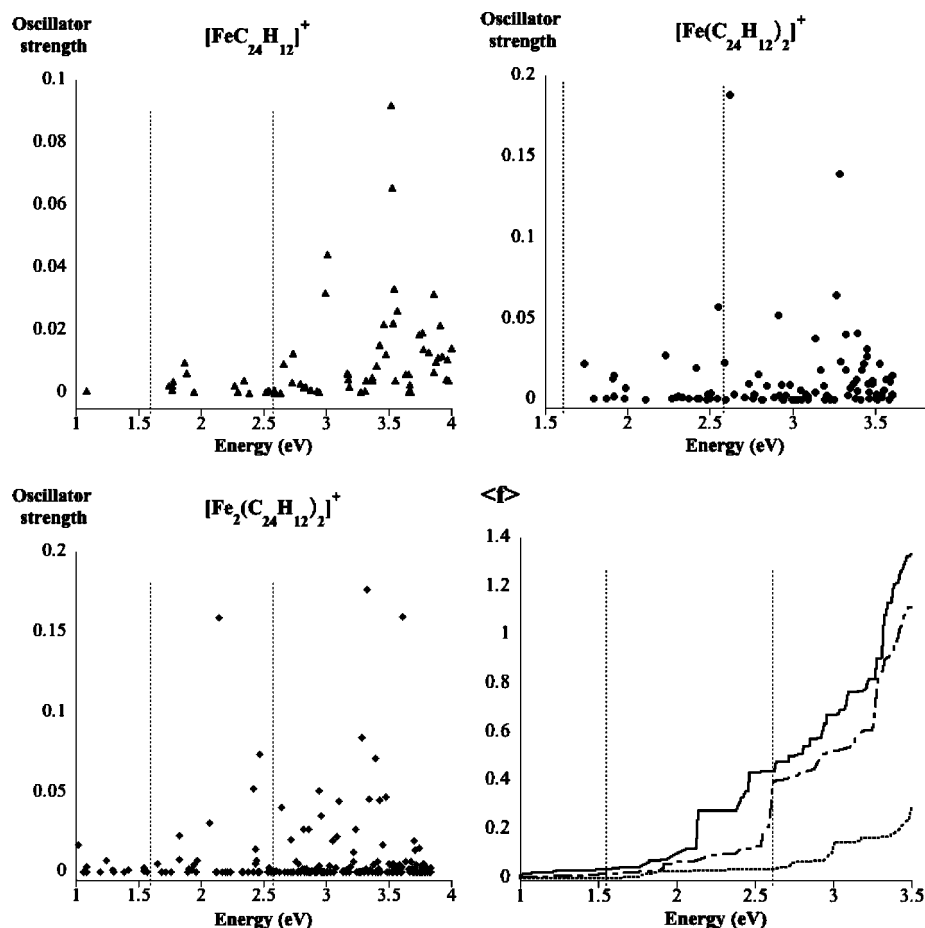 Oscillator strength
[FeC24H12]+
0.1
0.08
0.06
0.04
0.02
0
1 1.5 2 2.5 3 3.5 4
Energy (eV)
Oscillator strength
[Fe(C24H12)2]+
0.2
0.15
0.1
0.05
0
1.5 2 2.5 3 3.5
Energy (eV)
Oscillator strength
[Fe2(C24H12)2]+
0.2
0.15
0.1
0.05
0
1 1.5 2 2.5 3 3.5 4
Energy (eV)
<f>
1.4
1.2
1
0.8
0.6
0.4
0.2
0
1 1.5 2 2.5 3 3.5
Energy (eV)